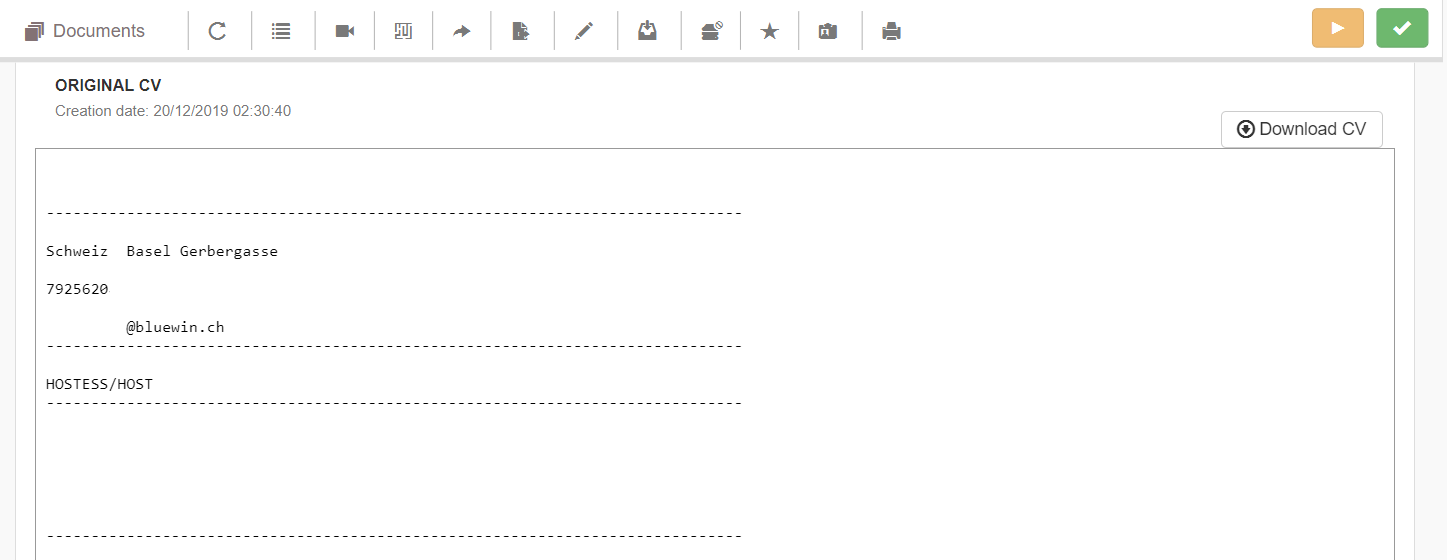 Documents
ORIGINAL CV
Creation date: 20/12/2019 02:30:40
Download CV
--------------------------------------------------------------------------------
Schweiz  Basel Gerbergasse
7925620
@bluewin.ch
--------------------------------------------------------------------------------
HOSTESS/HOST
--------------------------------------------------------------------------------
--------------------------------------------------------------------------------